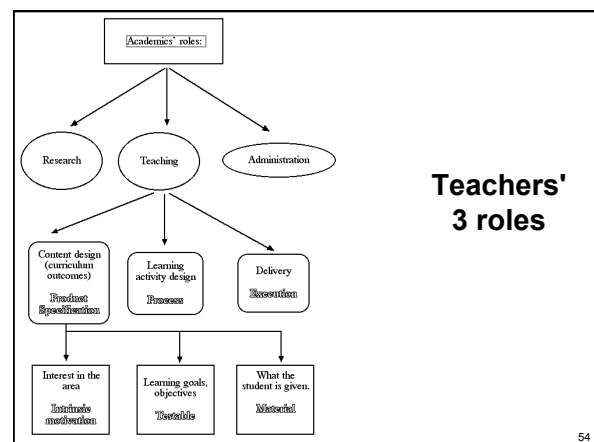 Academics' roles:
Research
Teaching
Administration
Teachers'
3 roles
Content design
(curriculum
outcomes)
Product
Specification
Learning
activity design
Process
Delivery
Execution
Interest in the
area
Intrinsic
motivation
Learning goals,
objectives
Testable
What the
student is given.
Material
54